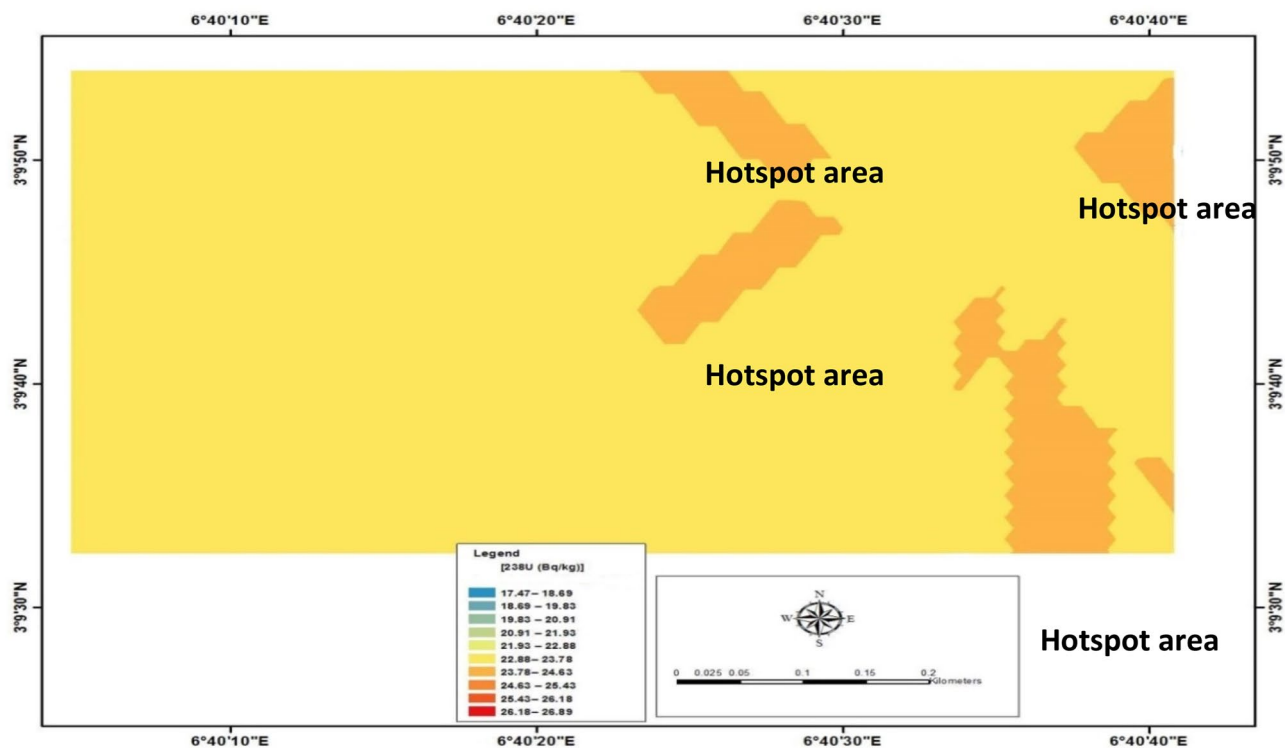 6°40'10"E 6°40'20"E 6°40'30"E 6°40'40"E
3°9'50"N
3°9'50"N
Hotspot area
Hotspot area
3°9'40"N
3°9'40"N
Hotspot area
Legend
[238U (Bq/kg)]
17.47– 18.69
18.69 – 19.83
19.83 – 20.91
20.91 – 21.93
21.93 – 22.88
22.88– 23.78
23.78– 24.63
24.63 – 25.43
25.43– 26.18
26.18– 26.89
3°9'30"N
3°9'30"N
N
W E
S
0 0.025 0.05 0.1 0.15 0.2
Kilometers
Hotspot area
6°40'10"E 6°40'20"E 6°40'30"E 6°40'40"E